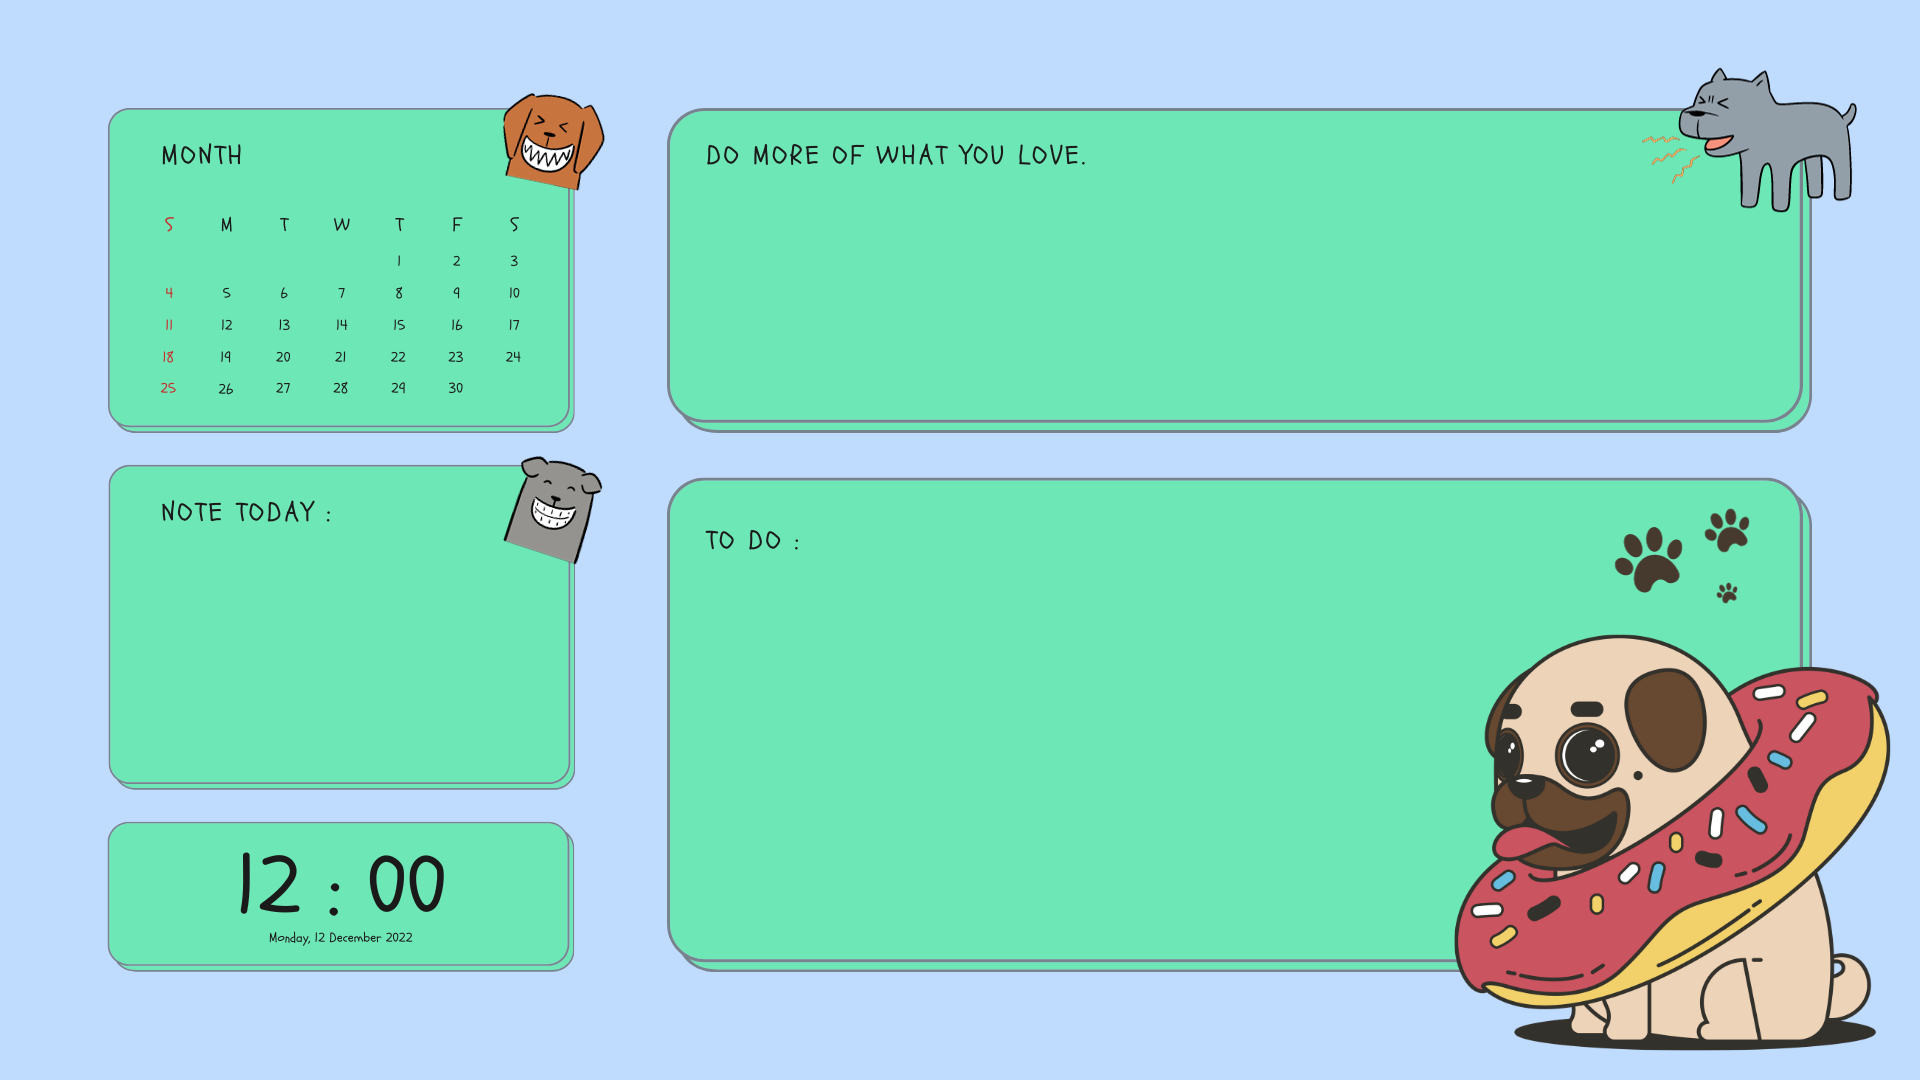 MONTH
S M T W T F S
1 2 3
4 5 6 7 8 9 10
11 12 13 14 15 16 17
18 19 20 21 22 23 24
25 26 27 28 29 30
NOTE TODAY :
12 : 00
Monday, 12 December 2022
DO MORE OF WHAT YOU LOVE.
TO DO :